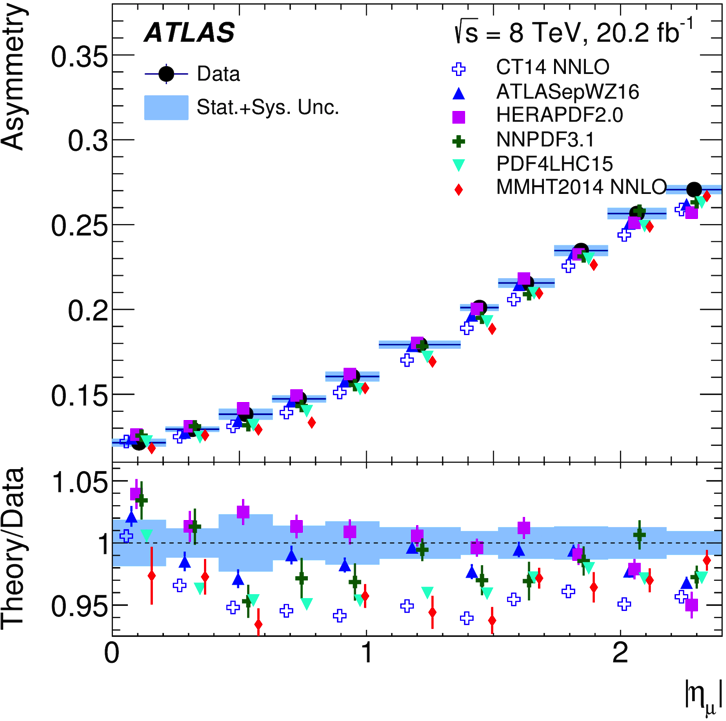 ATLAS
√s = 8 TeV, 20.2 fb⁻¹
Data
Stat.+Sys. Unc.
CT14 NNLO
ATLASepWZ16
HERAPDF2.0
NNPDF3.1
PDF4LHC15
MMHT2014 NNLO
Asymmetry
0.35
0.3
0.25
0.2
0.15
Theory/Data
1.05
1
0.95
0
1
2
|η_μ|